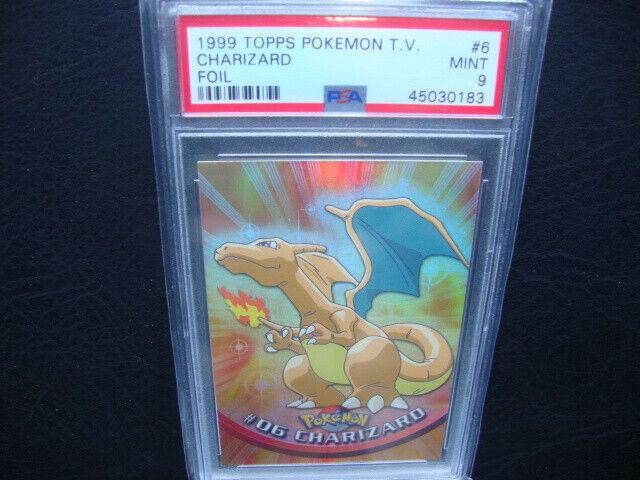 1999 TOPPS POKEMON T.V. #6
CHARIZARD MINT
FOIL 9
PSA 45030183
POKéMON
#06 CHARIZARD